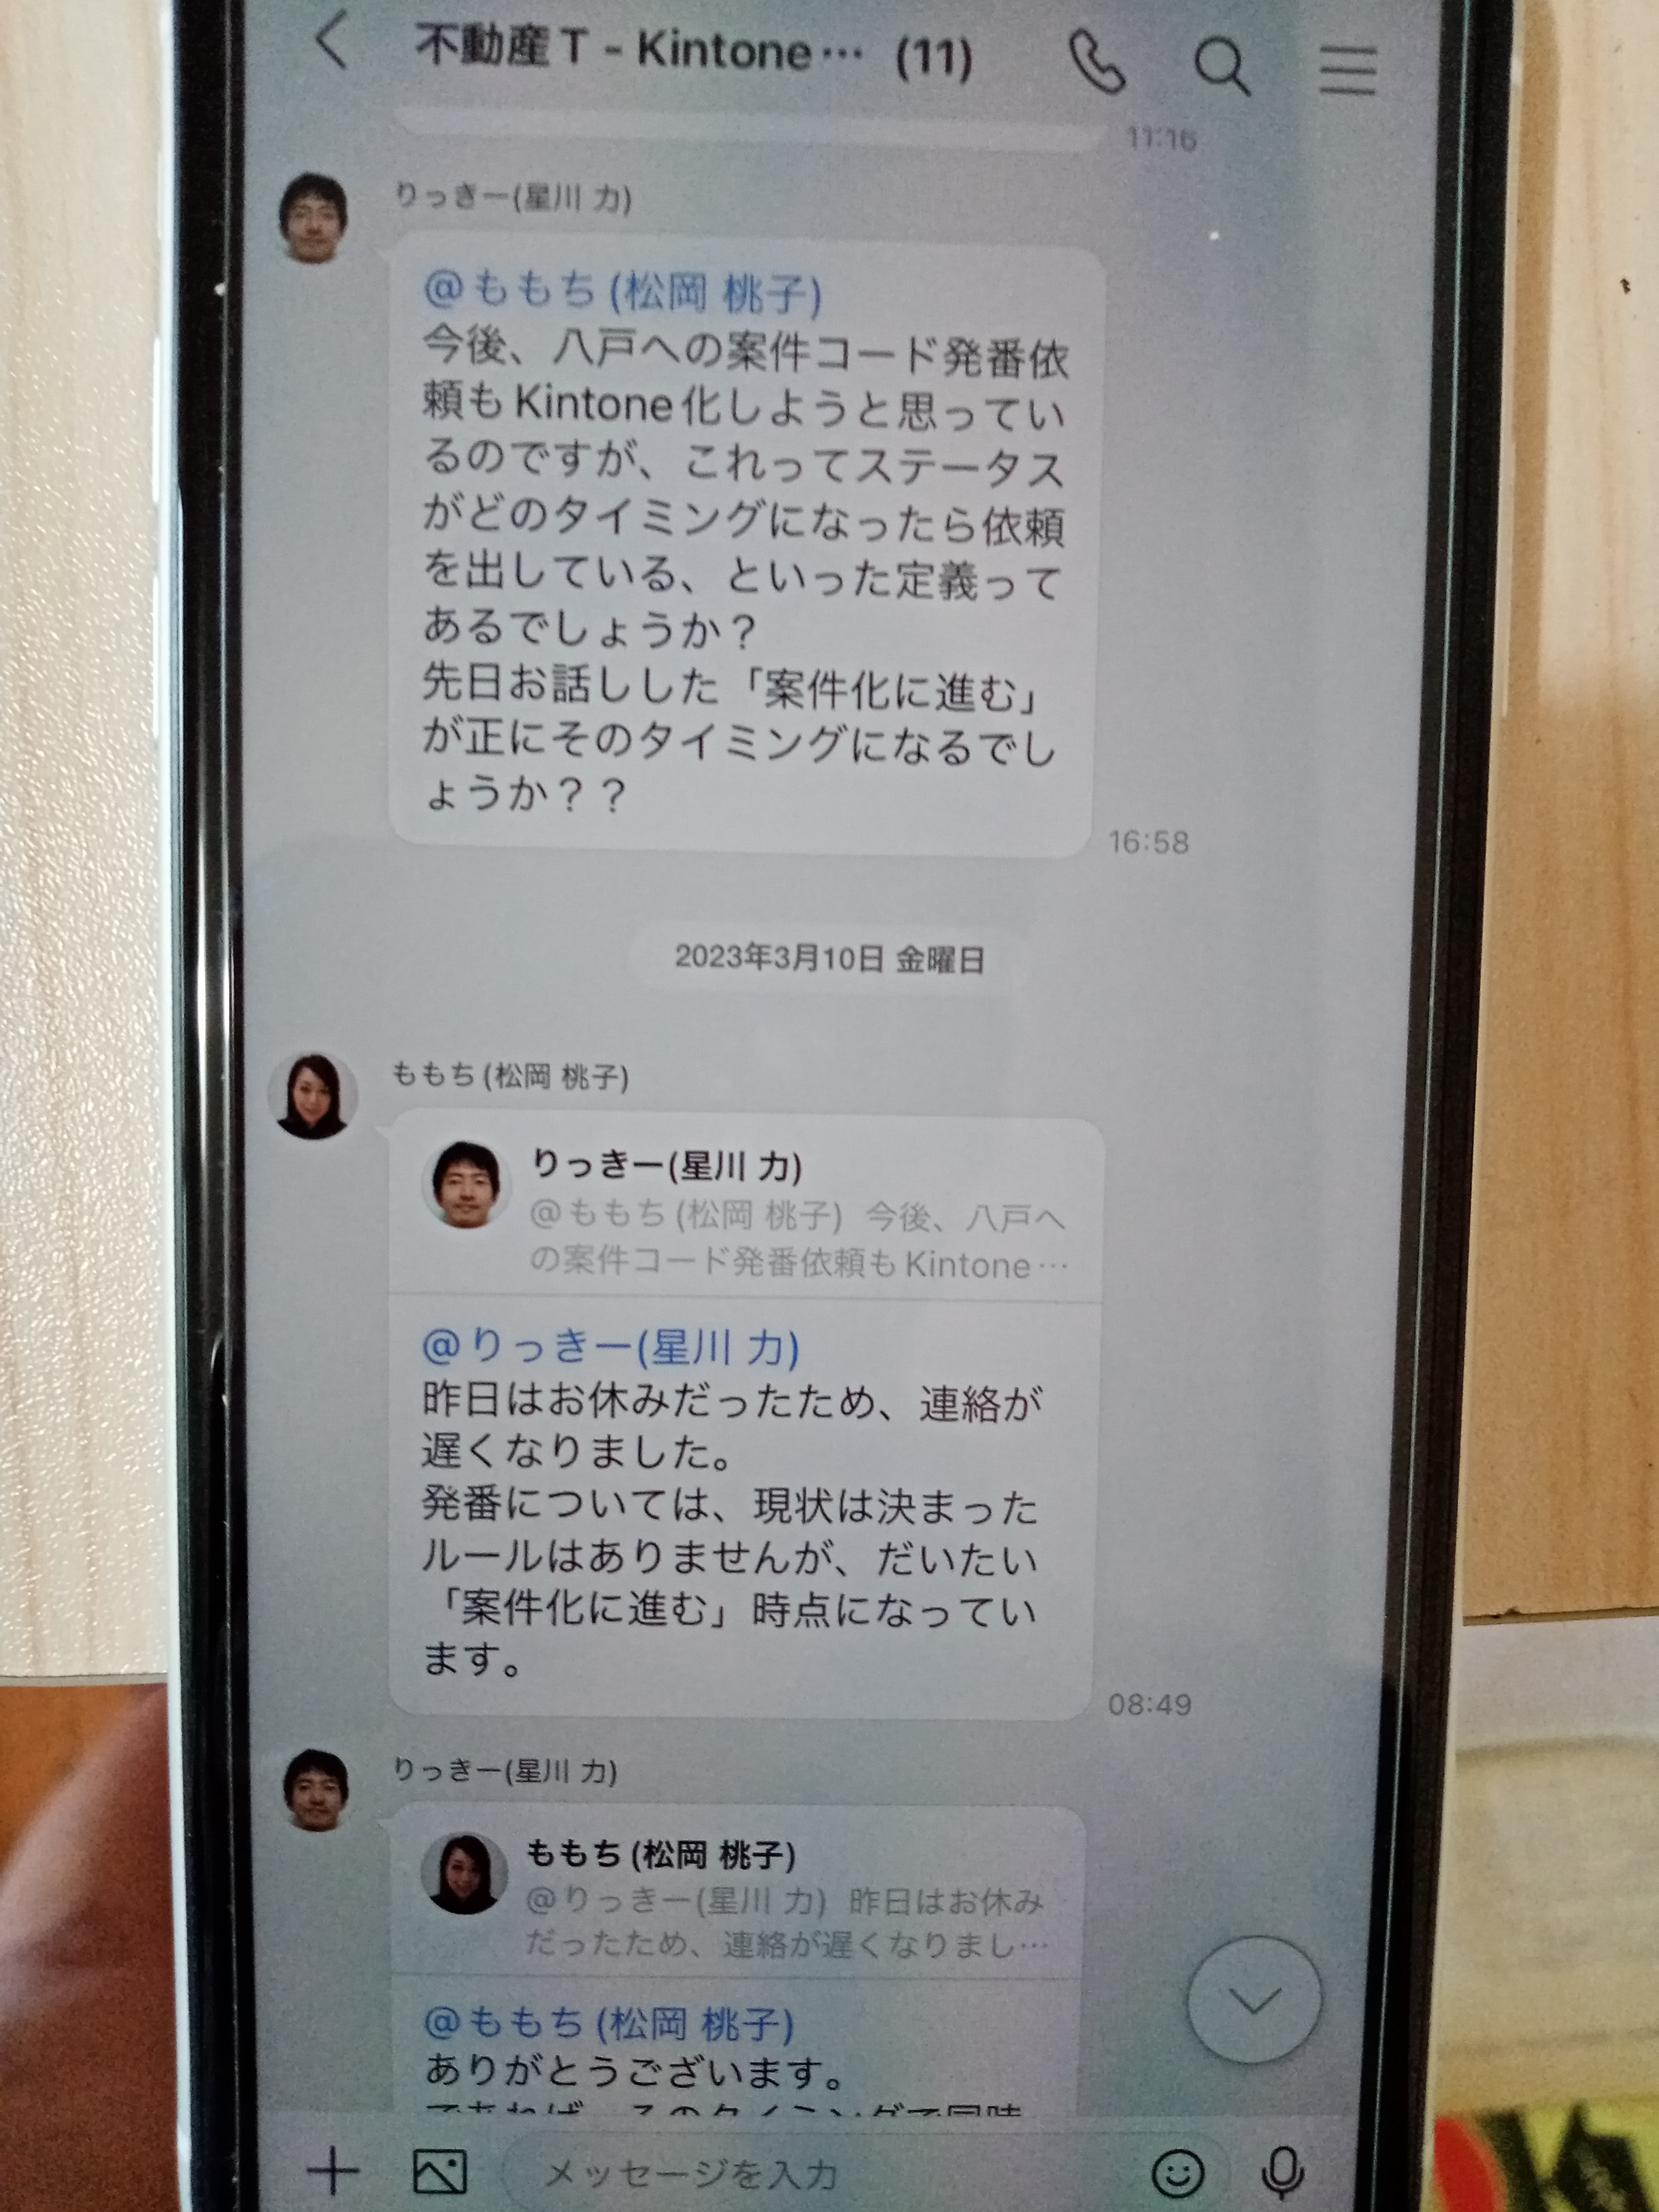 不動産T - Kintone… (11)
11:16
りっきー(星川 力)
@ももち (松岡 桃子)
今後、八戸への案件コード発番依
頼もKintone化しようと思ってい
るのですが、これってステータス
がどのタイミングになったら依頼
を出している、といった定義って
あるでしょうか？
先日お話しした「案件化に進む」
が正にそのタイミングになるでし
ょうか？？
16:58
2023年3月10日 金曜日
ももち (松岡 桃子)
りっきー(星川 力)
@ももち (松岡 桃子) 今後、八戸へ
の案件コード発番依頼もKintone…
@りっきー(星川 力)
昨日はお休みだったため、連絡が
遅くなりました。
発番については、現状は決まった
ルールはありませんが、だいたい
「案件化に進む」時点になってい
ます。
08:49
りっきー(星川 力)
ももち (松岡 桃子)
@りっきー(星川 力) 昨日はお休み
だったため、連絡が遅くなりまし…
@ももち (松岡 桃子)
ありがとうございます。
であれば、そのタイミングで同時
メッセージを入力